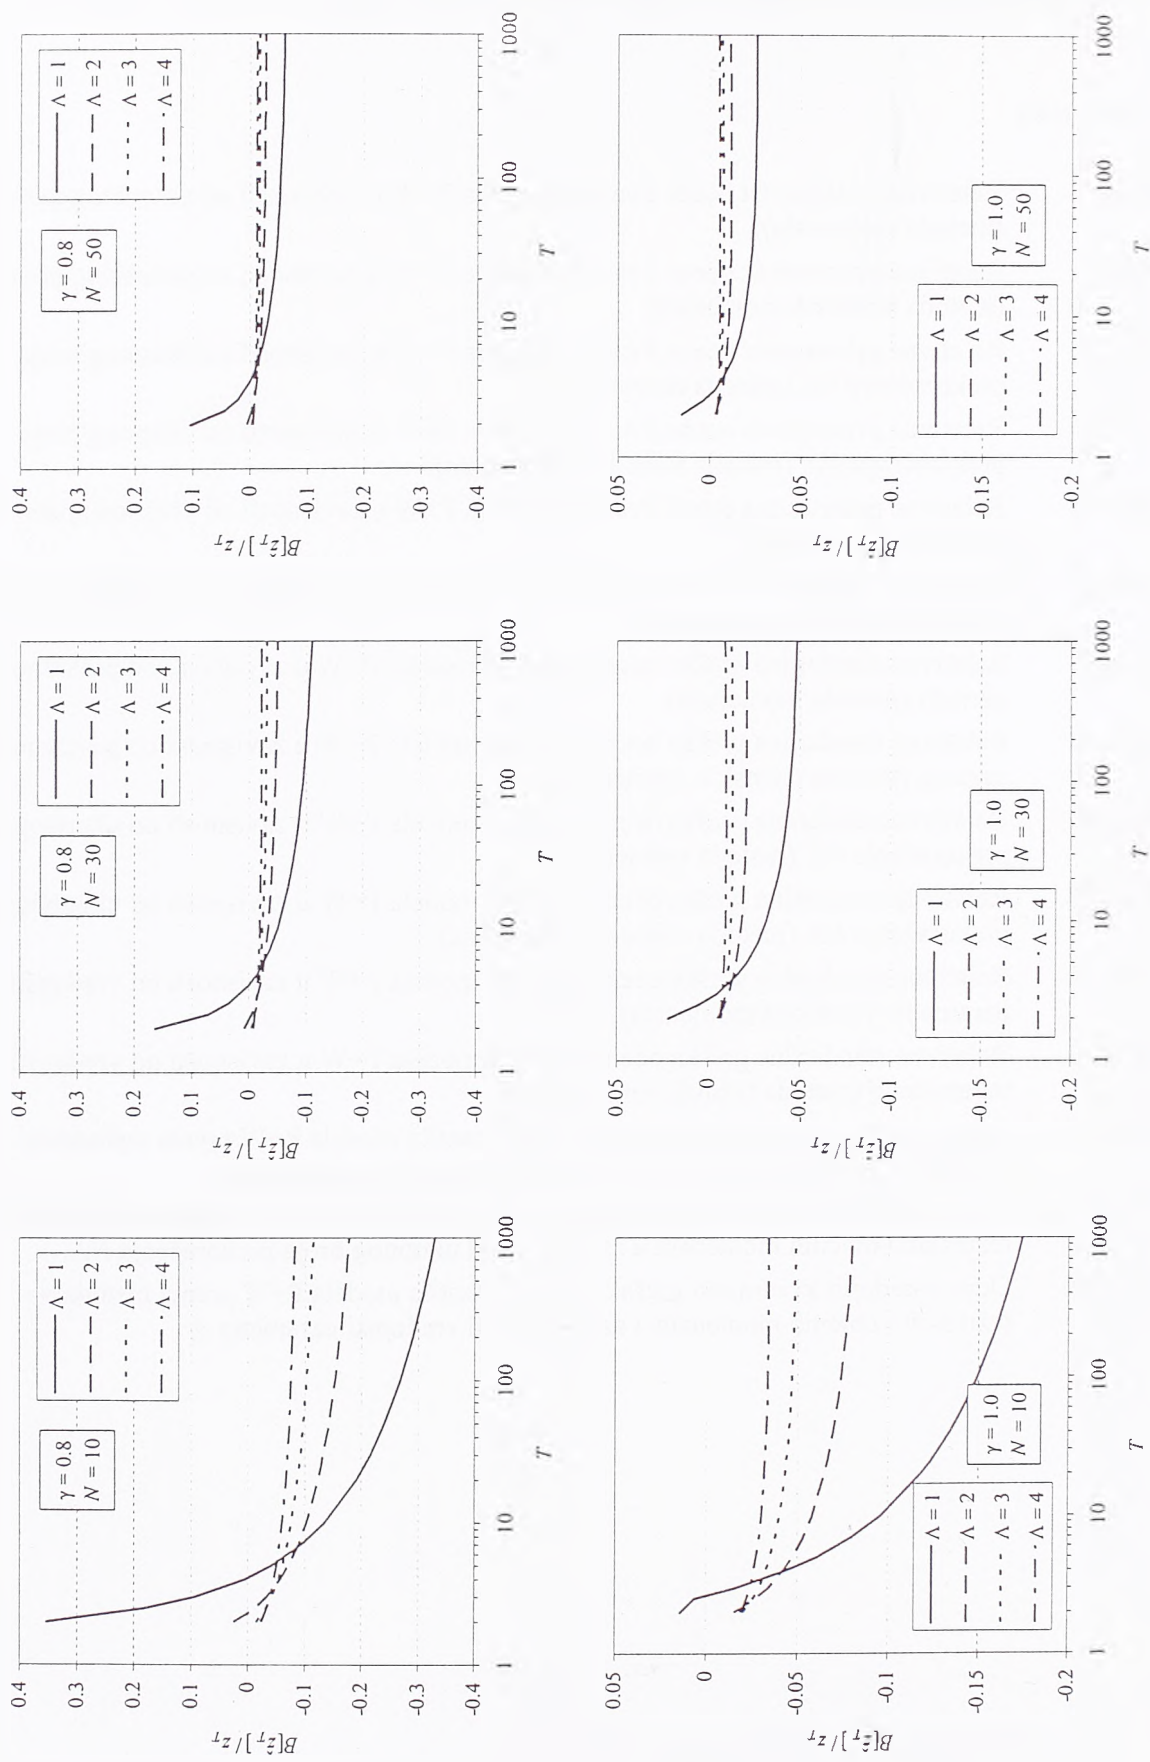 B[ẑ_T]/z_T
0.4
0.3
0.2
0.1
0
-0.1
-0.2
-0.3
-0.4
1
10
100
1000
T
γ = 0.8
N = 10
Λ = 1
Λ = 2
Λ = 3
Λ = 4
B[ẑ_T]/z_T
0.4
0.3
0.2
0.1
0
-0.1
-0.2
-0.3
-0.4
1
10
100
1000
T
γ = 0.8
N = 30
Λ = 1
Λ = 2
Λ = 3
Λ = 4
B[ẑ_T]/z_T
0.4
0.3
0.2
0.1
0
-0.1
-0.2
-0.3
-0.4
1
10
100
1000
T
γ = 0.8
N = 50
Λ = 1
Λ = 2
Λ = 3
Λ = 4
B[ẑ_T]/z_T
0.05
0
-0.05
-0.1
-0.15
-0.2
1
10
100
1000
T
Λ = 1
Λ = 2
Λ = 3
Λ = 4
γ = 1.0
N = 10
B[ẑ_T]/z_T
0.05
0
-0.05
-0.1
-0.15
-0.2
1
10
100
1000
T
Λ = 1
Λ = 2
Λ = 3
Λ = 4
γ = 1.0
N = 30
B[ẑ_T]/z_T
0.05
0
-0.05
-0.1
-0.15
-0.2
1
10
100
1000
T
Λ = 1
Λ = 2
Λ = 3
Λ = 4
γ = 1.0
N = 50